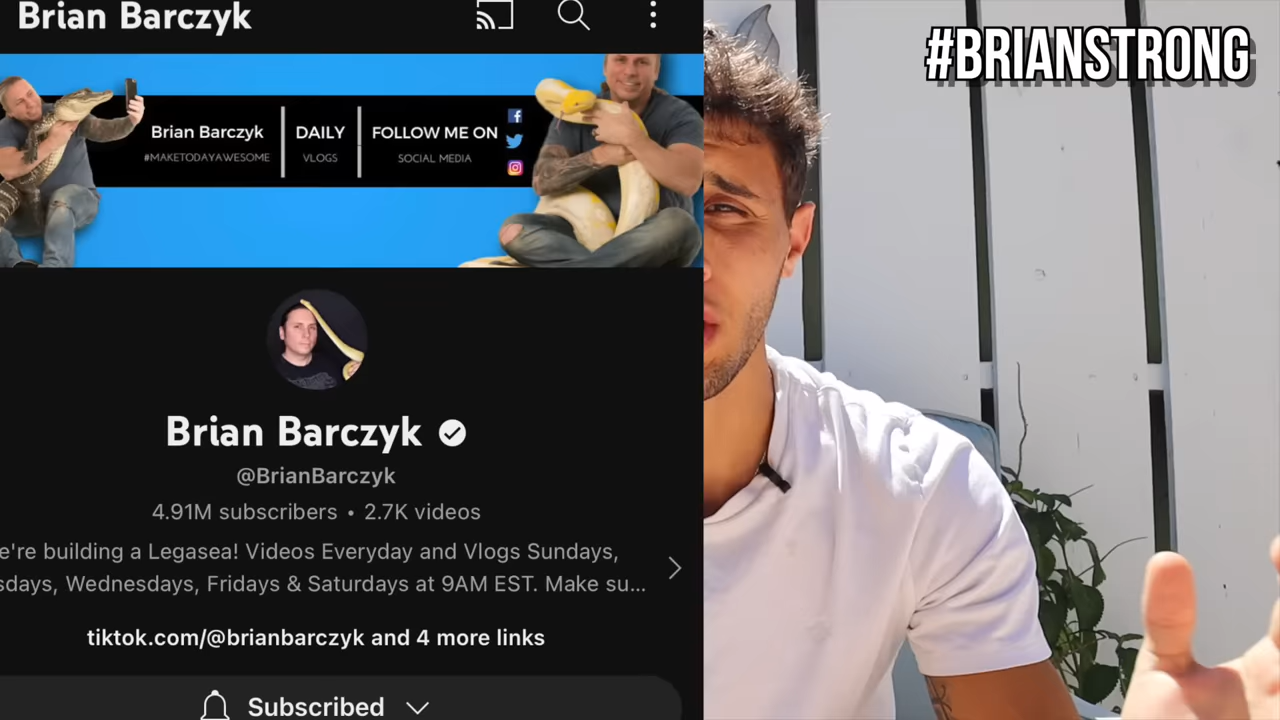 Brian Barczyk
#BRIANSTRONG
Brian Barczyk
#MAKETODAYAWESOME
DAILY
VLOGS
FOLLOW ME ON
SOCIAL MEDIA
Brian Barczyk
@BrianBarczyk
4.91M subscribers • 2.7K videos
e're building a Legasea! Videos Everyday and Vlogs Sundays,
sdays, Wednesdays, Fridays & Saturdays at 9AM EST. Make su...
tiktok.com/@brianbarczyk and 4 more links
Subscribed